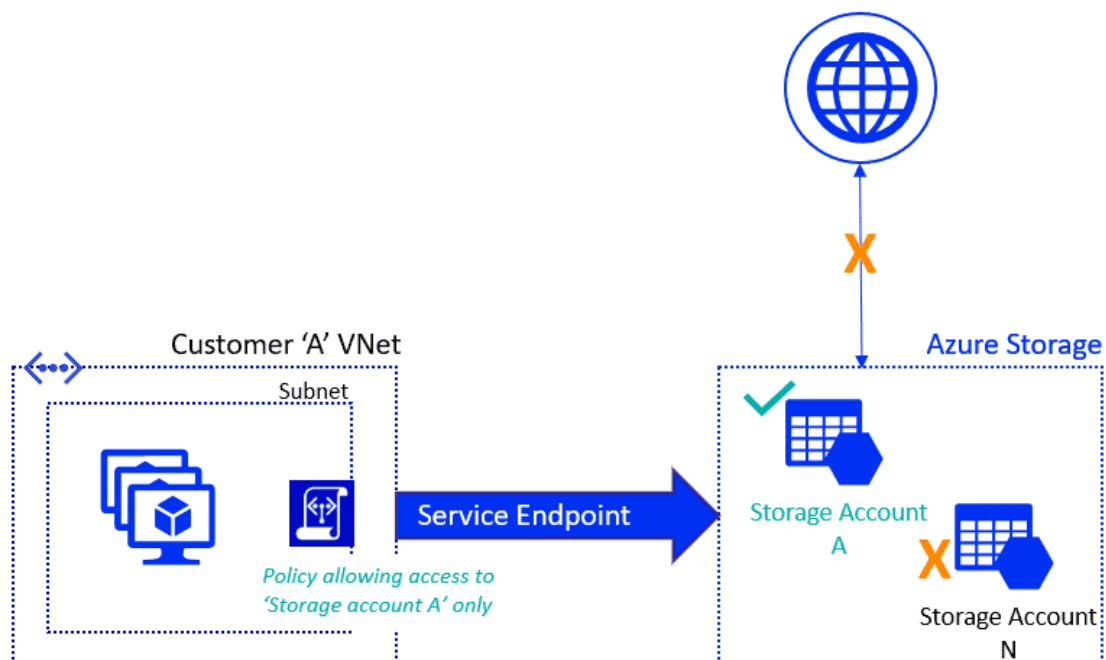 Customer ‘A’ VNet
Azure Storage
Subnet
Service Endpoint
Policy allowing access to
‘Storage account A’ only
Storage Account
A
Storage Account
N
X
X